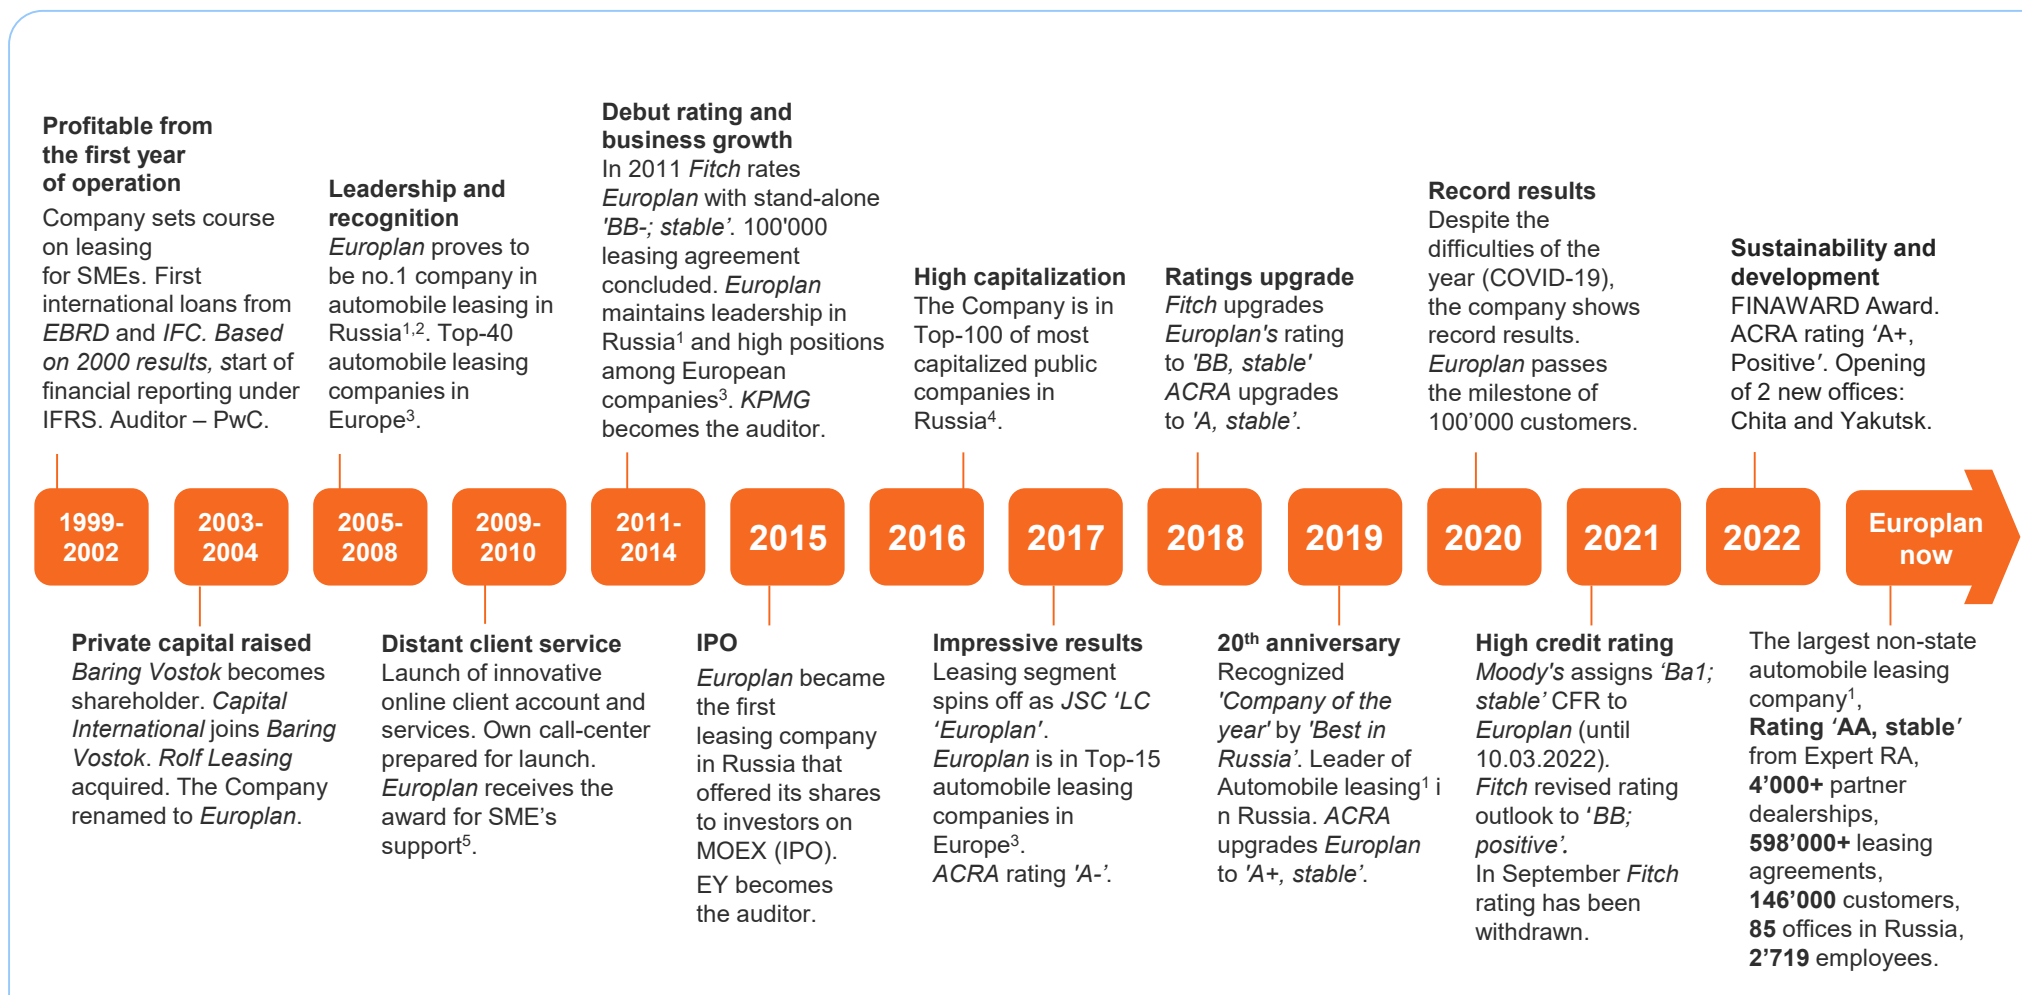 Profitable from
the first year
of operation
Company sets course
on leasing
for SMEs. First
international loans from
EBRD and IFC. Based
on 2000 results, start of
financial reporting under
IFRS. Auditor – PwC.
Leadership and
recognition
Europlan proves to
be no.1 company in
automobile leasing in
Russia1,2. Top-40
automobile leasing
companies in
Europe3.
Debut rating and
business growth
In 2011 Fitch rates
Europlan with stand-alone
'BB-; stable’. 100'000
leasing agreement
concluded. Europlan
maintains leadership in
Russia1 and high positions
among European
companies3. KPMG
becomes the auditor.
High capitalization
The Company is in
Top-100 of most
capitalized public
companies in
Russia4.
Ratings upgrade
Fitch upgrades
Europlan's rating
to 'BB, stable'
ACRA upgrades
to 'A, stable’.
Record results
Despite the
difficulties of the
year (COVID-19),
the company shows
record results.
Europlan passes
the milestone of
100’000 customers.
Sustainability and
development
FINAWARD Award.
ACRA rating ‘A+,
Positive’. Opening
of 2 new offices:
Chita and Yakutsk.
1999-
2002
2003-
2004
2005-
2008
2009-
2010
2011-
2014
2015
2016
2017
2018
2019
2020
2021
2022
Europlan
now
Private capital raised
Baring Vostok becomes
shareholder. Capital
International joins Baring
Vostok. Rolf Leasing
acquired. The Company
renamed to Europlan.
Distant client service
Launch of innovative
online client account and
services. Own call-center
prepared for launch.
Europlan receives the
award for SME’s
support5.
IPO
Europlan became
the first
leasing company
in Russia that
offered its shares
to investors on
MOEX (IPO).
EY becomes
the auditor.
Impressive results
Leasing segment
spins off as JSC ‘LC
‘Europlan’.
Europlan is in Top-15
automobile leasing
companies in
Europe3.
ACRA rating 'A-’.
20th anniversary
Recognized
'Company of the
year' by 'Best in
Russia’. Leader of
Automobile leasing1 i
n Russia. ACRA
upgrades Europlan
to 'A+, stable’.
High credit rating
Moody's assigns ‘Ba1;
stable’ CFR to
Europlan (until
10.03.2022).
Fitch revised rating
outlook to ‘BB;
positive’.
In September Fitch
rating has been
withdrawn.
The largest non-state
automobile leasing
company1,
Rating ‘AA, stable’
from Expert RA,
4’000+ partner
dealerships,
598’000+ leasing
agreements,
146’000 customers,
85 offices in Russia,
2’719 employees.